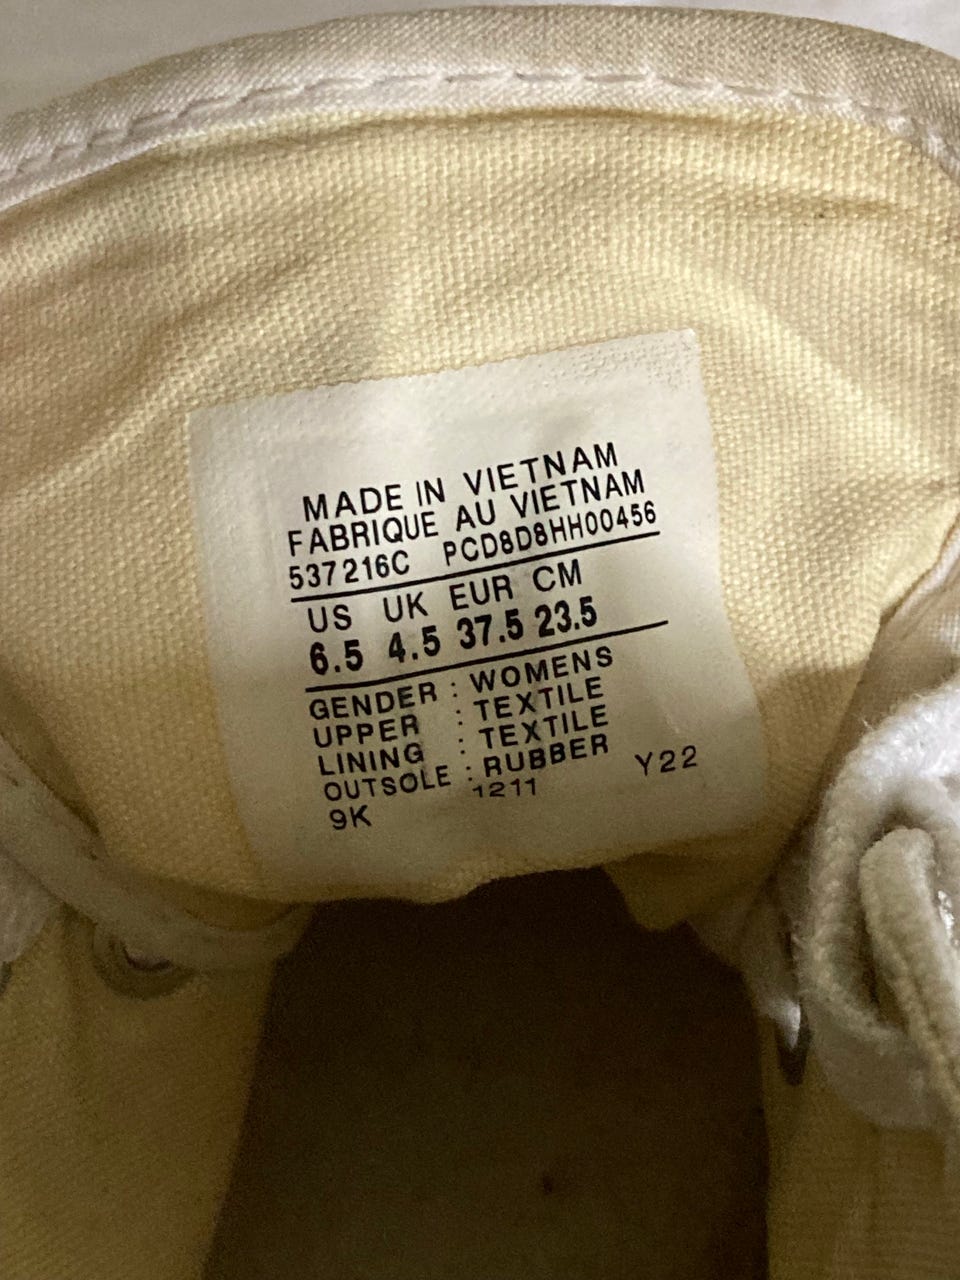 MADE IN VIETNAM
FABRIQUE AU VIETNAM
537216C PCD8D8HH00456
US UK EUR CM
6.5 4.5 37.5 23.5
GENDER : WOMENS
UPPER : TEXTILE
LINING : TEXTILE
OUTSOLE : RUBBER
9K 1211 Y22